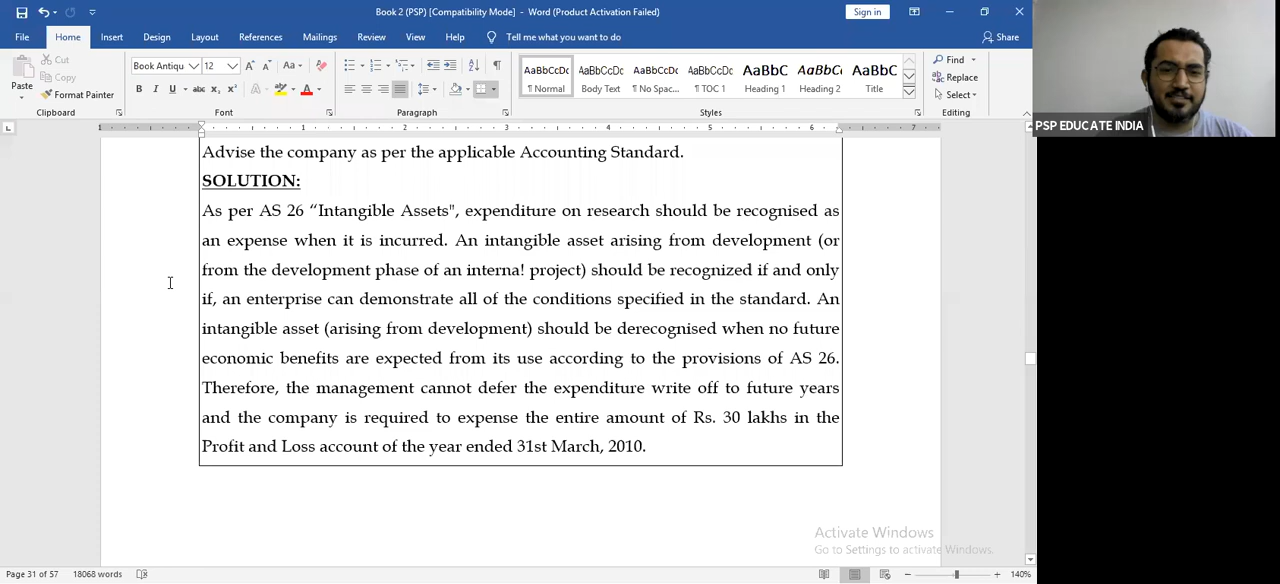 Book 2 (PSP) [Compatibility Mode] - Word (Product Activation Failed)
Sign in
File Home Insert Design Layout References Mailings Review View Help Tell me what you want to do Share
Paste
Cut
Copy
Format Painter
Clipboard
Book Antiqu 12
Font
Paragraph
AaBbCcDc AaBbCcDc AaBbCcDc AaBbCcDc AaBbC AaBbC AaBbC
¶ Normal Body Text ¶ No Spac... ¶ TOC 1 Heading 1 Heading 2 Title
Styles
Find
Replace
Select
Editing
PSP EDUCATE INDIA
1 1 2 3 4 5 6 7
Advise the company as per the applicable Accounting Standard.
SOLUTION:
As per AS 26 “Intangible Assets", expenditure on research should be recognised as
an expense when it is incurred. An intangible asset arising from development (or
from the development phase of an interna! project) should be recognized if and only
if, an enterprise can demonstrate all of the conditions specified in the standard. An
intangible asset (arising from development) should be derecognised when no future
economic benefits are expected from its use according to the provisions of AS 26.
Therefore, the management cannot defer the expenditure write off to future years
and the company is required to expense the entire amount of Rs. 30 lakhs in the
Profit and Loss account of the year ended 31st March, 2010.
Activate Windows
Go to Settings to activate Windows.
Page 31 of 57 18068 words 140%